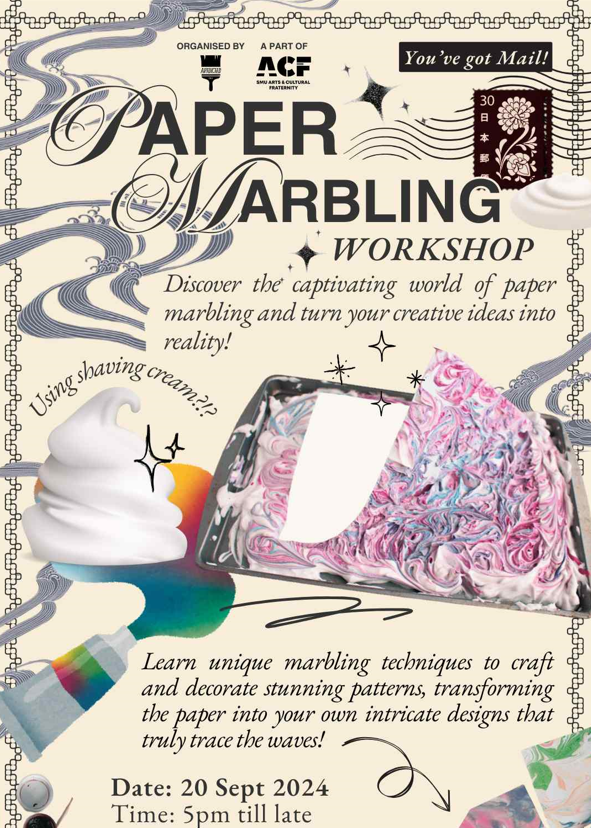 ORGANISED BY
A PART OF
ACF
SMU ARTS & CULTURAL
FRATERNITY
You've got Mail!
30
日本郵
PAPER
MARBLING
WORKSHOP
Discover the captivating world of paper
marbling and turn your creative ideas into
reality!
Using shaving cream?!?
Learn unique marbling techniques to craft
and decorate stunning patterns, transforming
the paper into your own intricate designs that
truly trace the waves!
Date: 20 Sept 2024
Time: 5pm till late